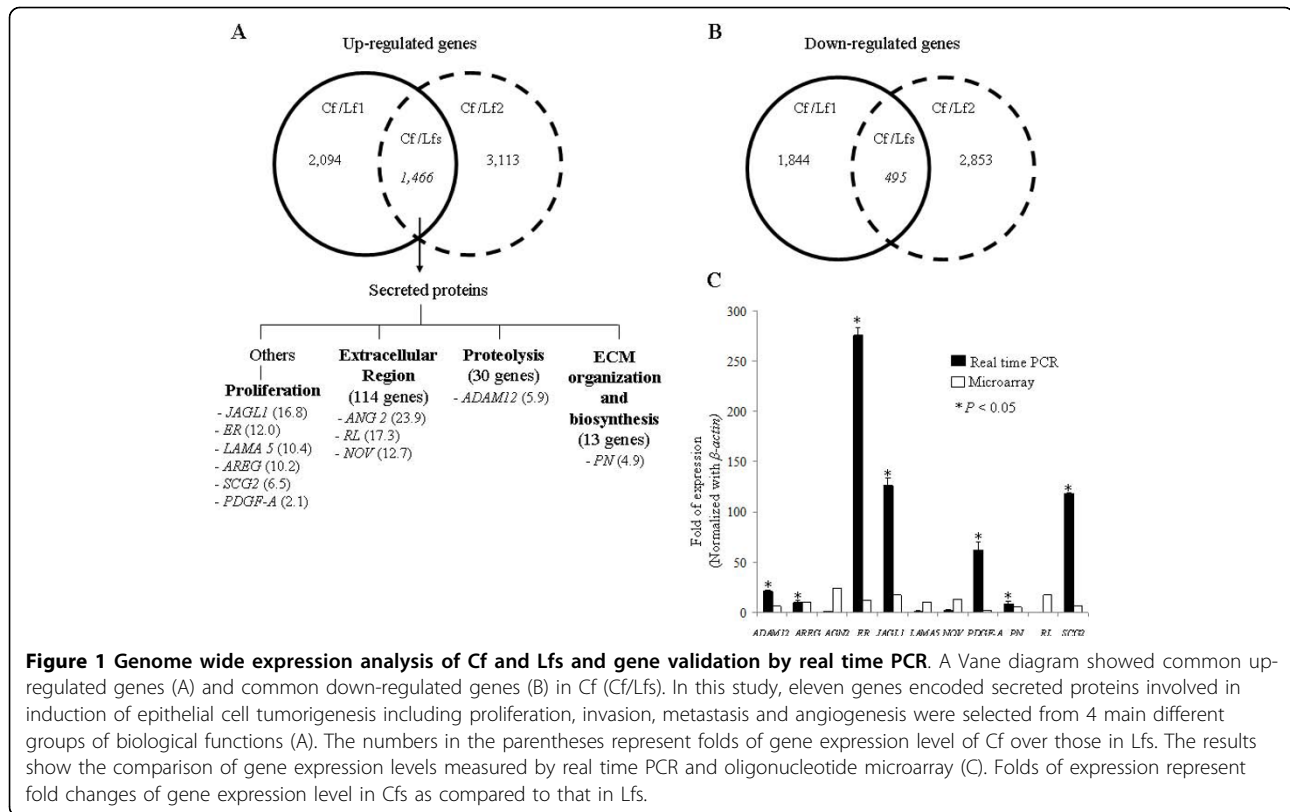 A
Up-regulated genes
Cf/Lf1
Cf/Lf2
Cf/Lfs
2,094
1,466
3,113
Secreted proteins
Others
Proliferation
- JAGL1 (16.8)
- ER (12.0)
- LAMA 5 (10.4)
- AREG (10.2)
- SCG2 (6.5)
- PDGF-A (2.1)
Extracellular
Region
(114 genes)
- ANG 2 (23.9)
- RL (17.3)
- NOV (12.7)
Proteolysis
(30 genes)
- ADAM12 (5.9)
ECM
organization
and
biosynthesis
(13 genes)
- PN (4.9)
B
Down-regulated genes
Cf/Lf1
Cf/Lf2
Cf/Lfs
1,844
495
2,853
C
Fold of expression
(Normalized with β-actin)
300
250
200
150
100
50
0
* * * * * * *
Real time PCR
Microarray
* P < 0.05
ADAM12 AREG AGN2 ER JAGL1 LAMA5 NOV PDGF-A PN RL SCG2
Figure 1 Genome wide expression analysis of Cf and Lfs and gene validation by real time PCR. A Vane diagram showed common up-
regulated genes (A) and common down-regulated genes (B) in Cf (Cf/Lfs). In this study, eleven genes encoded secreted proteins involved in
induction of epithelial cell tumorigenesis including proliferation, invasion, metastasis and angiogenesis were selected from 4 main different
groups of biological functions (A). The numbers in the parentheses represent folds of gene expression level of Cf over those in Lfs. The results
show the comparison of gene expression levels measured by real time PCR and oligonucleotide microarray (C). Folds of expression represent
fold changes of gene expression level in Cfs as compared to that in Lfs.